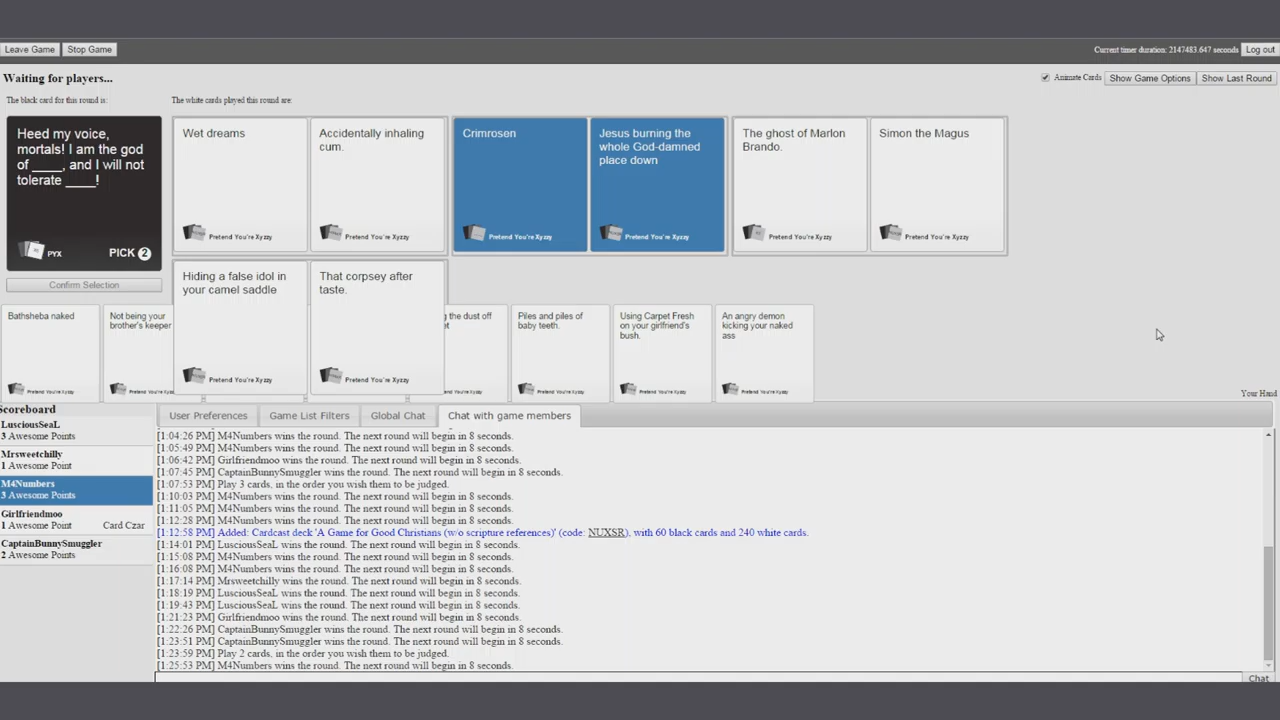 Leave Game Stop Game
Current timer duration: 2147483.647 seconds Log out
Waiting for players...
Animate Cards Show Game Options Show Last Round
The black card for this round is:
The white cards played this round are:
Heed my voice,
mortals! I am the god
of ____, and I will not
tolerate ____!
PYX PICK 2
Wet dreams
Pretend You're Xyzzy
Accidentally inhaling
cum.
Pretend You're Xyzzy
Crimrosen
Pretend You're Xyzzy
Jesus burning the
whole God-damned
place down
Pretend You're Xyzzy
The ghost of Marlon
Brando.
Pretend You're Xyzzy
Simon the Magus
Pretend You're Xyzzy
Hiding a false idol in
your camel saddle
Pretend You're Xyzzy
That corpsey after
taste.
Pretend You're Xyzzy
Confirm Selection
Bathsheba naked
Pretend You're Xyzzy
Not being your
brother's keeper
Pretend
the dust off
Pretend You're Xyzzy
Piles and piles of
baby teeth.
Pretend You're Xyzzy
Using Carpet Fresh
on your girlfriend's
bush.
Pretend You're Xyzzy
An angry demon
kicking your naked
ass
Pretend You're Xyzzy
Your Hand
Scoreboard
LusciousSeaL
3 Awesome Points
Mrsweetchilly
1 Awesome Point
M4Numbers
3 Awesome Points
Girlfriendmoo
1 Awesome Point Card Czar
CaptainBunnySmuggler
2 Awesome Points
User Preferences Game List Filters Global Chat Chat with game members
[1:04:26 PM] M4Numbers wins the round. The next round will begin in 8 seconds.
[1:05:49 PM] M4Numbers wins the round. The next round will begin in 8 seconds.
[1:06:42 PM] Girlfriendmoo wins the round. The next round will begin in 8 seconds.
[1:07:45 PM] CaptainBunnySmuggler wins the round. The next round will begin in 8 seconds.
[1:07:53 PM] Play 3 cards, in the order you wish them to be judged.
[1:10:03 PM] M4Numbers wins the round. The next round will begin in 8 seconds.
[1:11:05 PM] M4Numbers wins the round. The next round will begin in 8 seconds.
[1:12:28 PM] M4Numbers wins the round. The next round will begin in 8 seconds.
[1:12:58 PM] Added: Cardcast deck 'A Game for Good Christians (w/o scripture references)' (code: NUXSR), with 60 black cards and 240 white cards.
[1:14:01 PM] LusciousSeaL wins the round. The next round will begin in 8 seconds.
[1:15:08 PM] M4Numbers wins the round. The next round will begin in 8 seconds.
[1:16:08 PM] M4Numbers wins the round. The next round will begin in 8 seconds.
[1:17:14 PM] Mrsweetchilly wins the round. The next round will begin in 8 seconds.
[1:18:19 PM] LusciousSeaL wins the round. The next round will begin in 8 seconds.
[1:19:43 PM] LusciousSeaL wins the round. The next round will begin in 8 seconds.
[1:21:23 PM] Girlfriendmoo wins the round. The next round will begin in 8 seconds.
[1:22:26 PM] CaptainBunnySmuggler wins the round. The next round will begin in 8 seconds.
[1:23:51 PM] CaptainBunnySmuggler wins the round. The next round will begin in 8 seconds.
[1:23:59 PM] Play 2 cards, in the order you wish them to be judged.
[1:25:53 PM] M4Numbers wins the round. The next round will begin in 8 seconds.
Chat